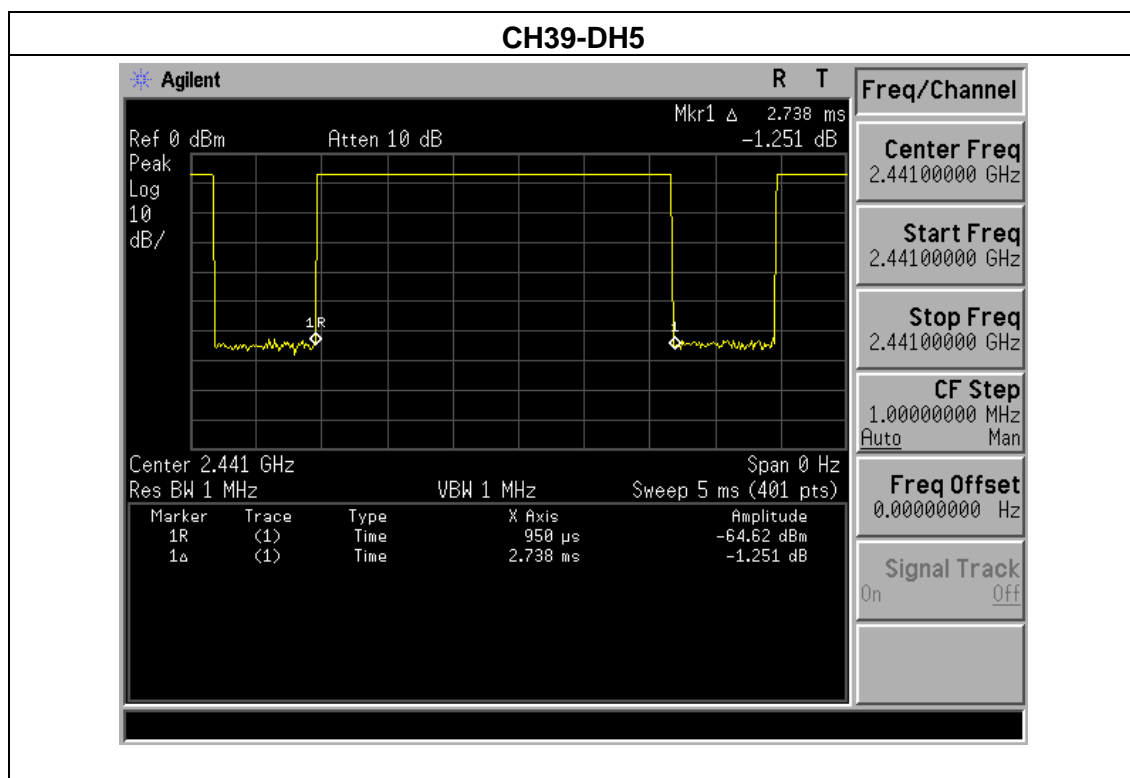 CH39-DH5
Agilent R T
Mkr1 Δ 2.738 ms
Ref 0 dBm Atten 10 dB -1.251 dB
Peak
Log
10
dB/
1R
1
Center 2.441 GHz Span 0 Hz
Res BW 1 MHz VBW 1 MHz Sweep 5 ms (401 pts)
Marker Trace Type X Axis Amplitude
1R (1) Time 950 µs -64.62 dBm
1Δ (1) Time 2.738 ms -1.251 dB
Freq/Channel
Center Freq
2.44100000 GHz
Start Freq
2.44100000 GHz
Stop Freq
2.44100000 GHz
CF Step
1.00000000 MHz
Auto Man
Freq Offset
0.00000000 Hz
Signal Track
On Off